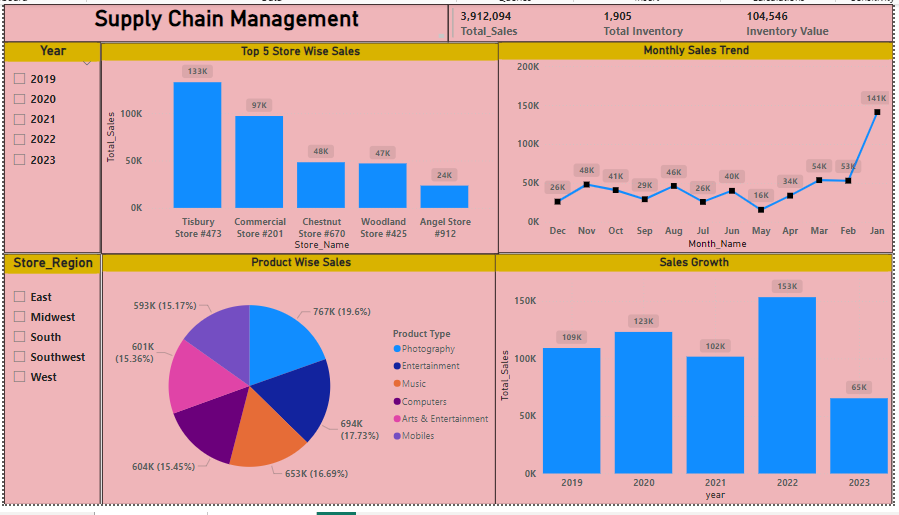 Supply Chain Management
3,912,094
Total_Sales
1,905
Total Inventory
104,546
Inventory Value
Year
2019
2020
2021
2022
2023
Top 5 Store Wise Sales
Total_Sales
100K
50K
0K
133K
97K
48K
47K
24K
Tisbury
Store #473
Commercial
Store #201
Chestnut
Store #670
Woodland
Store #425
Angel Store
#912
Store_Name
Monthly Sales Trend
200K
150K
100K
50K
0K
26K
48K
41K
29K
46K
26K
40K
16K
34K
54K
53K
141K
Dec
Nov
Oct
Sep
Aug
Jul
Jun
May
Apr
Mar
Feb
Jan
Month_Name
Store_Region
East
Midwest
South
Southwest
West
Product Wise Sales
593K (15.17%)
767K (19.6%)
601K
(15.36%)
694K
(17.73%)
604K (15.45%)
653K (16.69%)
Product Type
Photography
Entertainment
Music
Computers
Arts & Entertainment
Mobiles
Sales Growth
Total_Sales
150K
100K
50K
0K
109K
123K
102K
153K
65K
2019
2020
2021
2022
2023
year